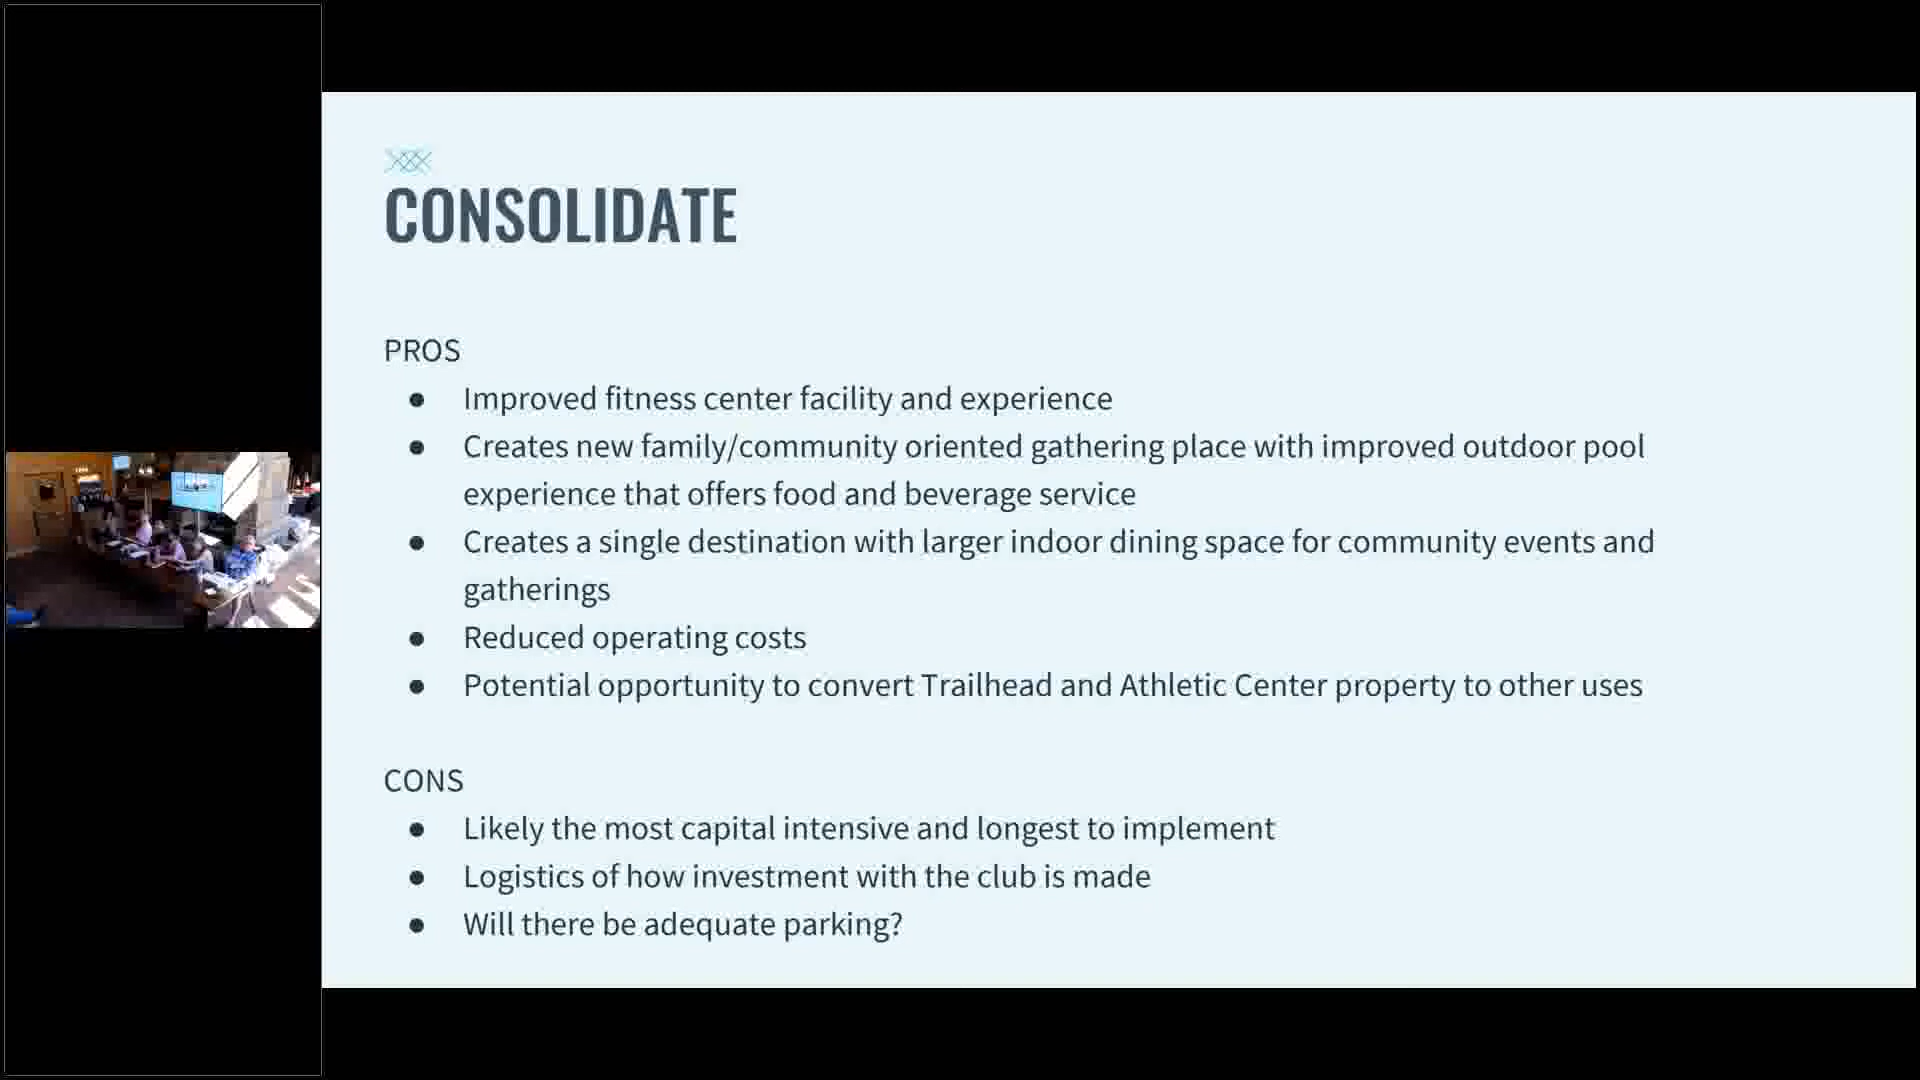 CONSOLIDATE
PROS
● Improved fitness center facility and experience
● Creates new family/community oriented gathering place with improved outdoor pool
experience that offers food and beverage service
● Creates a single destination with larger indoor dining space for community events and
gatherings
● Reduced operating costs
● Potential opportunity to convert Trailhead and Athletic Center property to other uses
CONS
● Likely the most capital intensive and longest to implement
● Logistics of how investment with the club is made
● Will there be adequate parking?